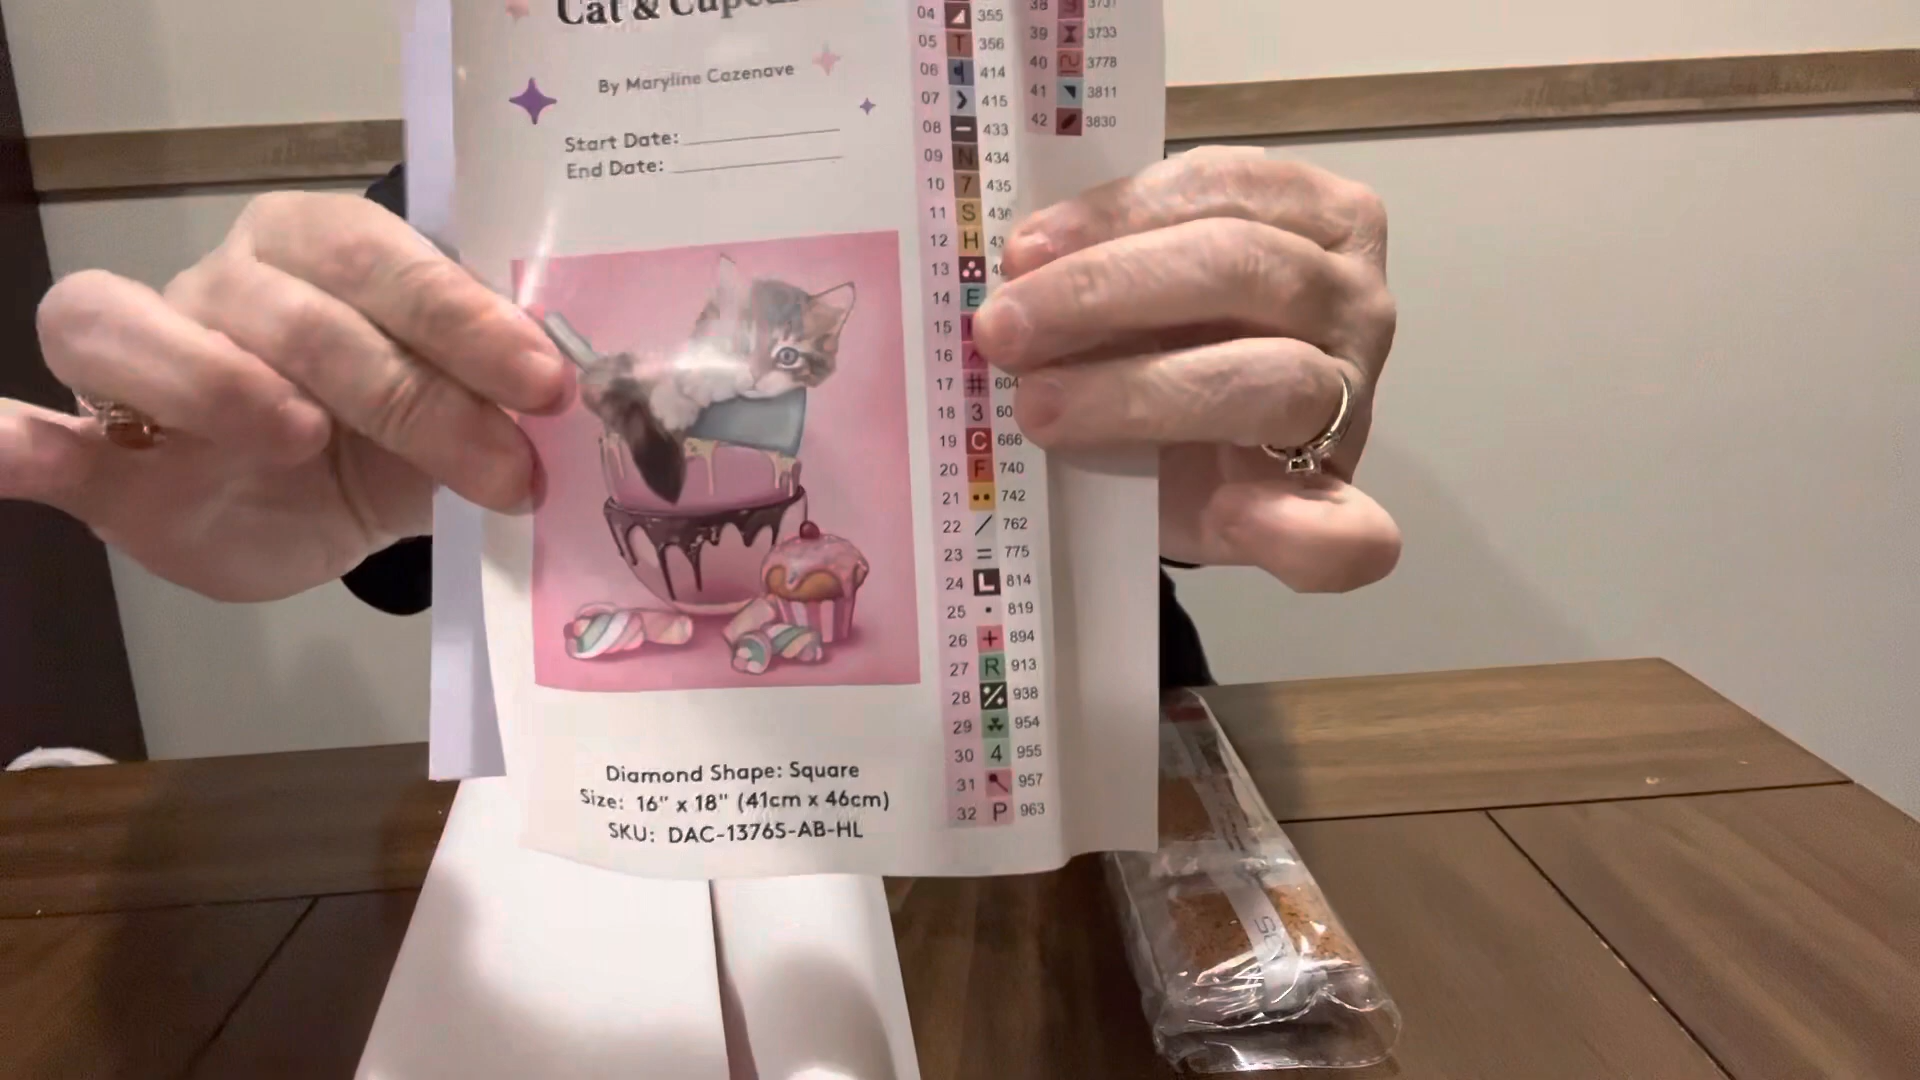 Cat &
By Maryline Cazenave
Start Date:
End Date:
Diamond Shape: Square
Size: 16" x 18" (41cm x 46cm)
SKU: DAC-13765-AB-HL
04 355
05 T 356
06 414
07 415
08 433
09 N 434
10 7 435
11 S 436
12 H
13
14 E
15
16
17 # 604
18 3
19 C 666
20 F 740
21 •• 742
22 / 762
23 = 775
24 L 814
25 • 819
26 + 894
27 R 913
28 938
29 954
30 4 955
31 957
32 P 963
38 3731
39 3733
40 3778
41 3811
42 3830